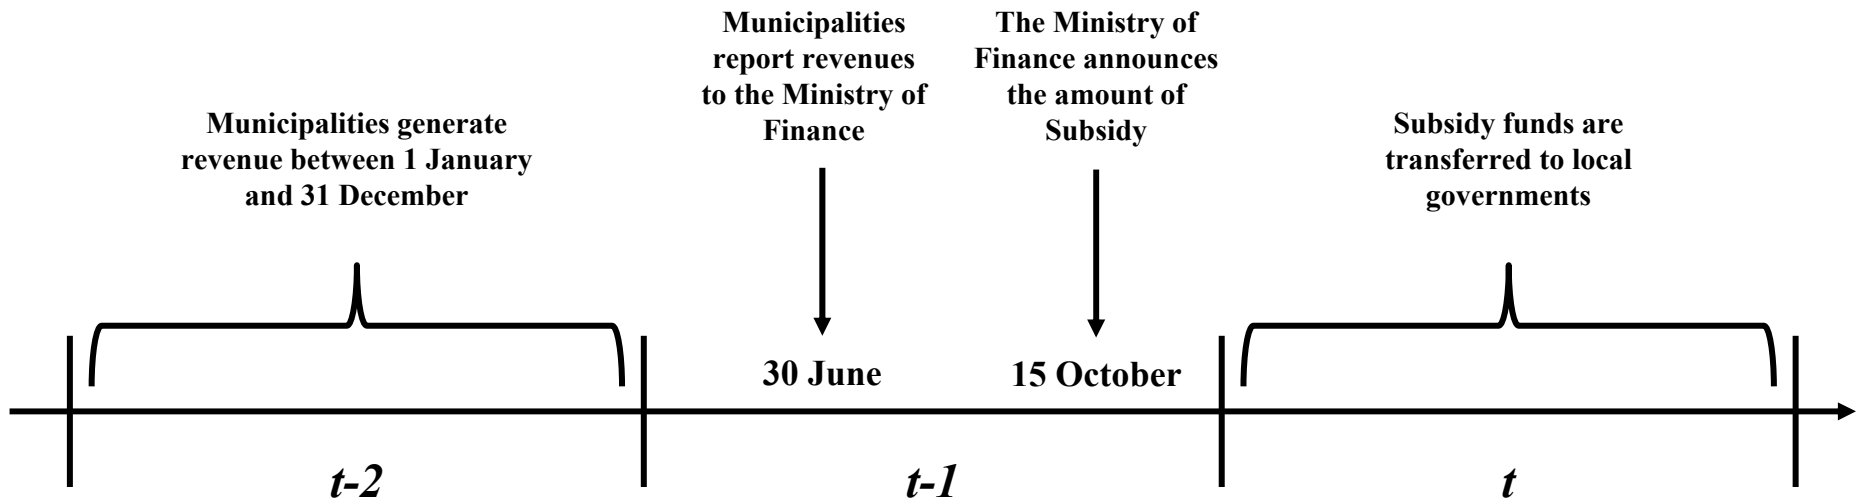 Municipalities generate
revenue between 1 January
and 31 December
Municipalities
report revenues
to the Ministry of
Finance
The Ministry of
Finance announces
the amount of
Subsidy
Subsidy funds are
transferred to local
governments
30 June
15 October
t-2
t-1
t